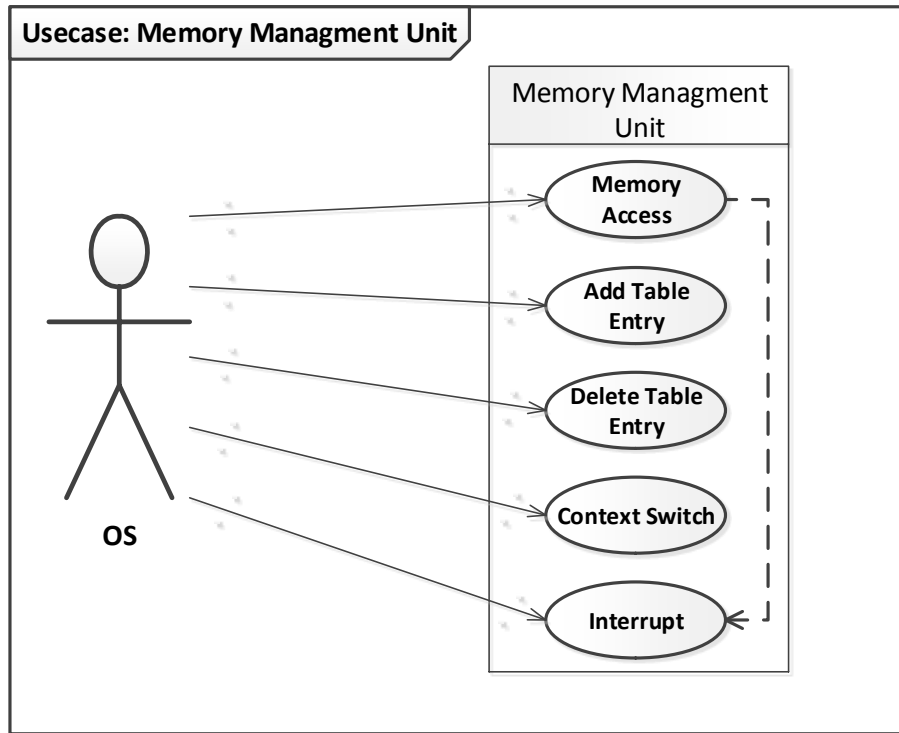 Usecase: Memory Managment Unit
Memory Managment
Unit
Memory
Access
Add Table
Entry
Delete Table
Entry
Context Switch
Interrupt
OS